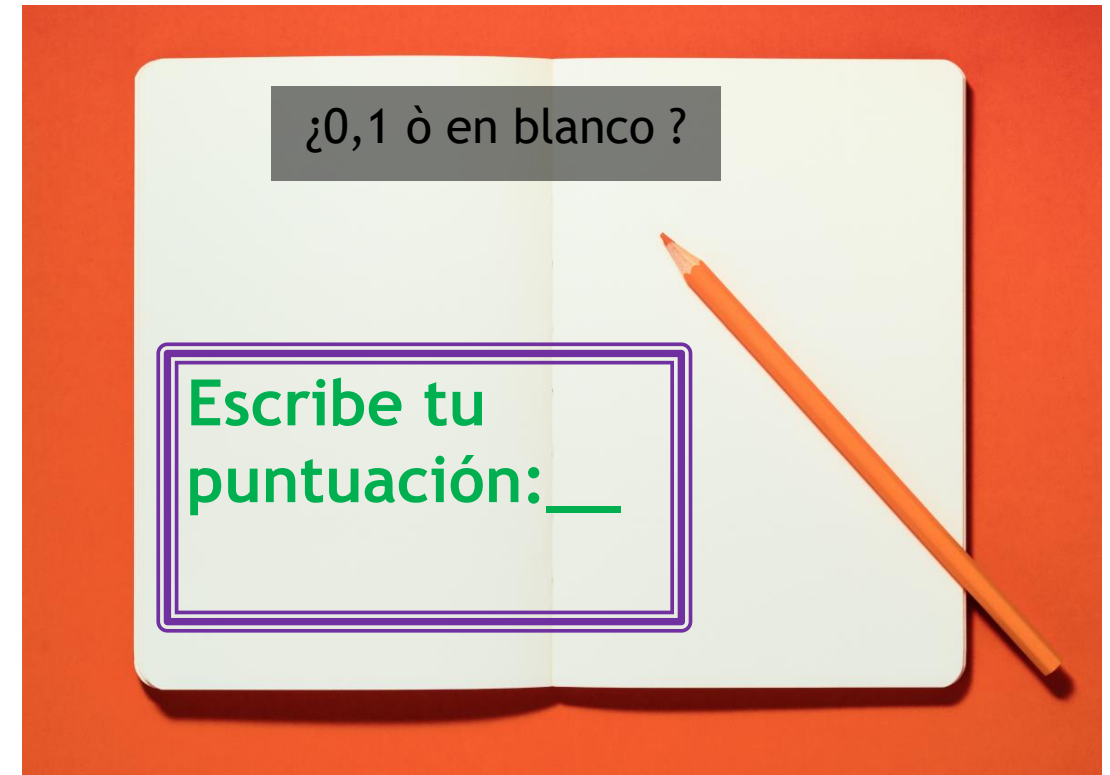 ¿0,1 ò en blanco ?
Escribe tu
puntuación:__